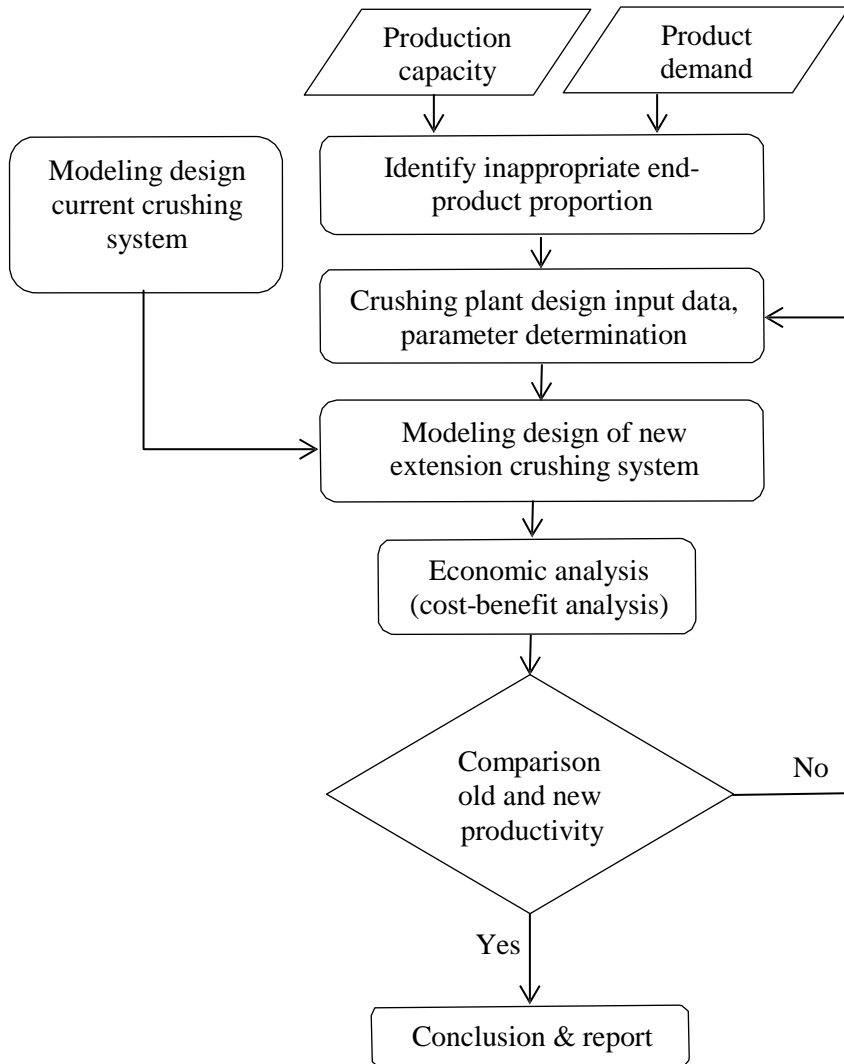 Production
capacity
Product
demand
Modeling design
current crushing
system
Identify inappropriate end-
product proportion
Crushing plant design input data,
parameter determination
Modeling design of new
extension crushing system
Economic analysis
(cost-benefit analysis)
Comparison
old and new
productivity
No
Yes
Conclusion & report